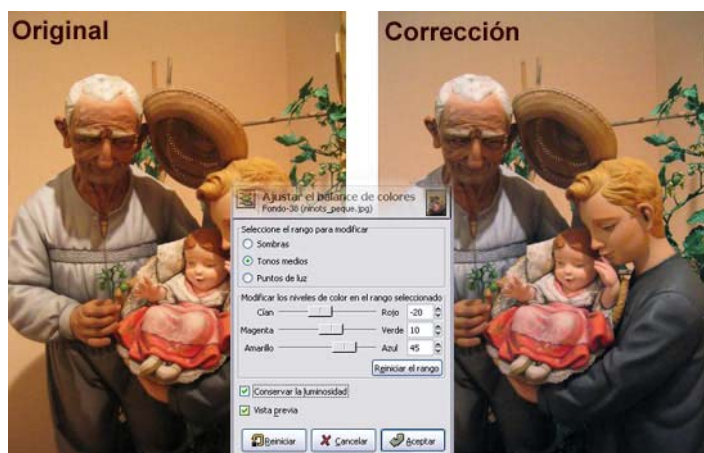 Original
Corrección
Ajustar el balance de colores
Fondo-38 (ninots_peque.jpg)
Seleccione el rango para modificar
Sombras
Tonos medios
Puntos de luz
Modificar los niveles de color en el rango seleccionado
Cian Rojo -20
Magenta Verde 10
Amarillo Azul 45
Reiniciar el rango
Conservar la luminosidad
Vista previa
Reiniciar Cancelar Aceptar